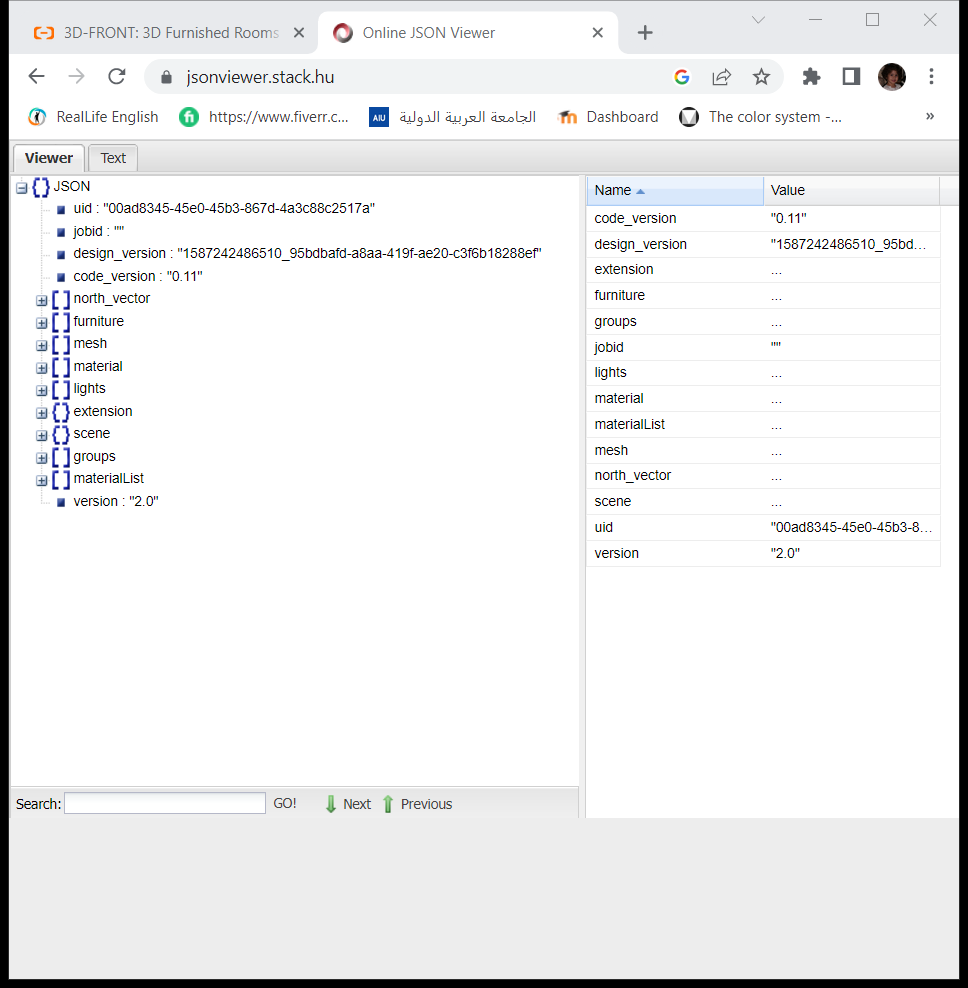 3D-FRONT: 3D Furnished Rooms
Online JSON Viewer
jsonviewer.stack.hu
RealLife English
fi
https://www.fiverr.c...
AIU
الجامعة العربية الدولية
Dashboard
The color system -...
»
Viewer
Text
JSON
uid : "00ad8345-45e0-45b3-867d-4a3c88c2517a"
jobid : ""
design_version : "1587242486510_95bdbafd-a8aa-419f-ae20-c3f6b18288ef"
code_version : "0.11"
north_vector
furniture
mesh
material
lights
extension
scene
groups
materialList
version : "2.0"
Search:
GO!
Next
Previous
Name
Value
code_version "0.11"
design_version "1587242486510_95bd...
extension ...
furniture ...
groups ...
jobid ""
lights ...
material ...
materialList ...
mesh ...
north_vector ...
scene ...
uid "00ad8345-45e0-45b3-8...
version "2.0"